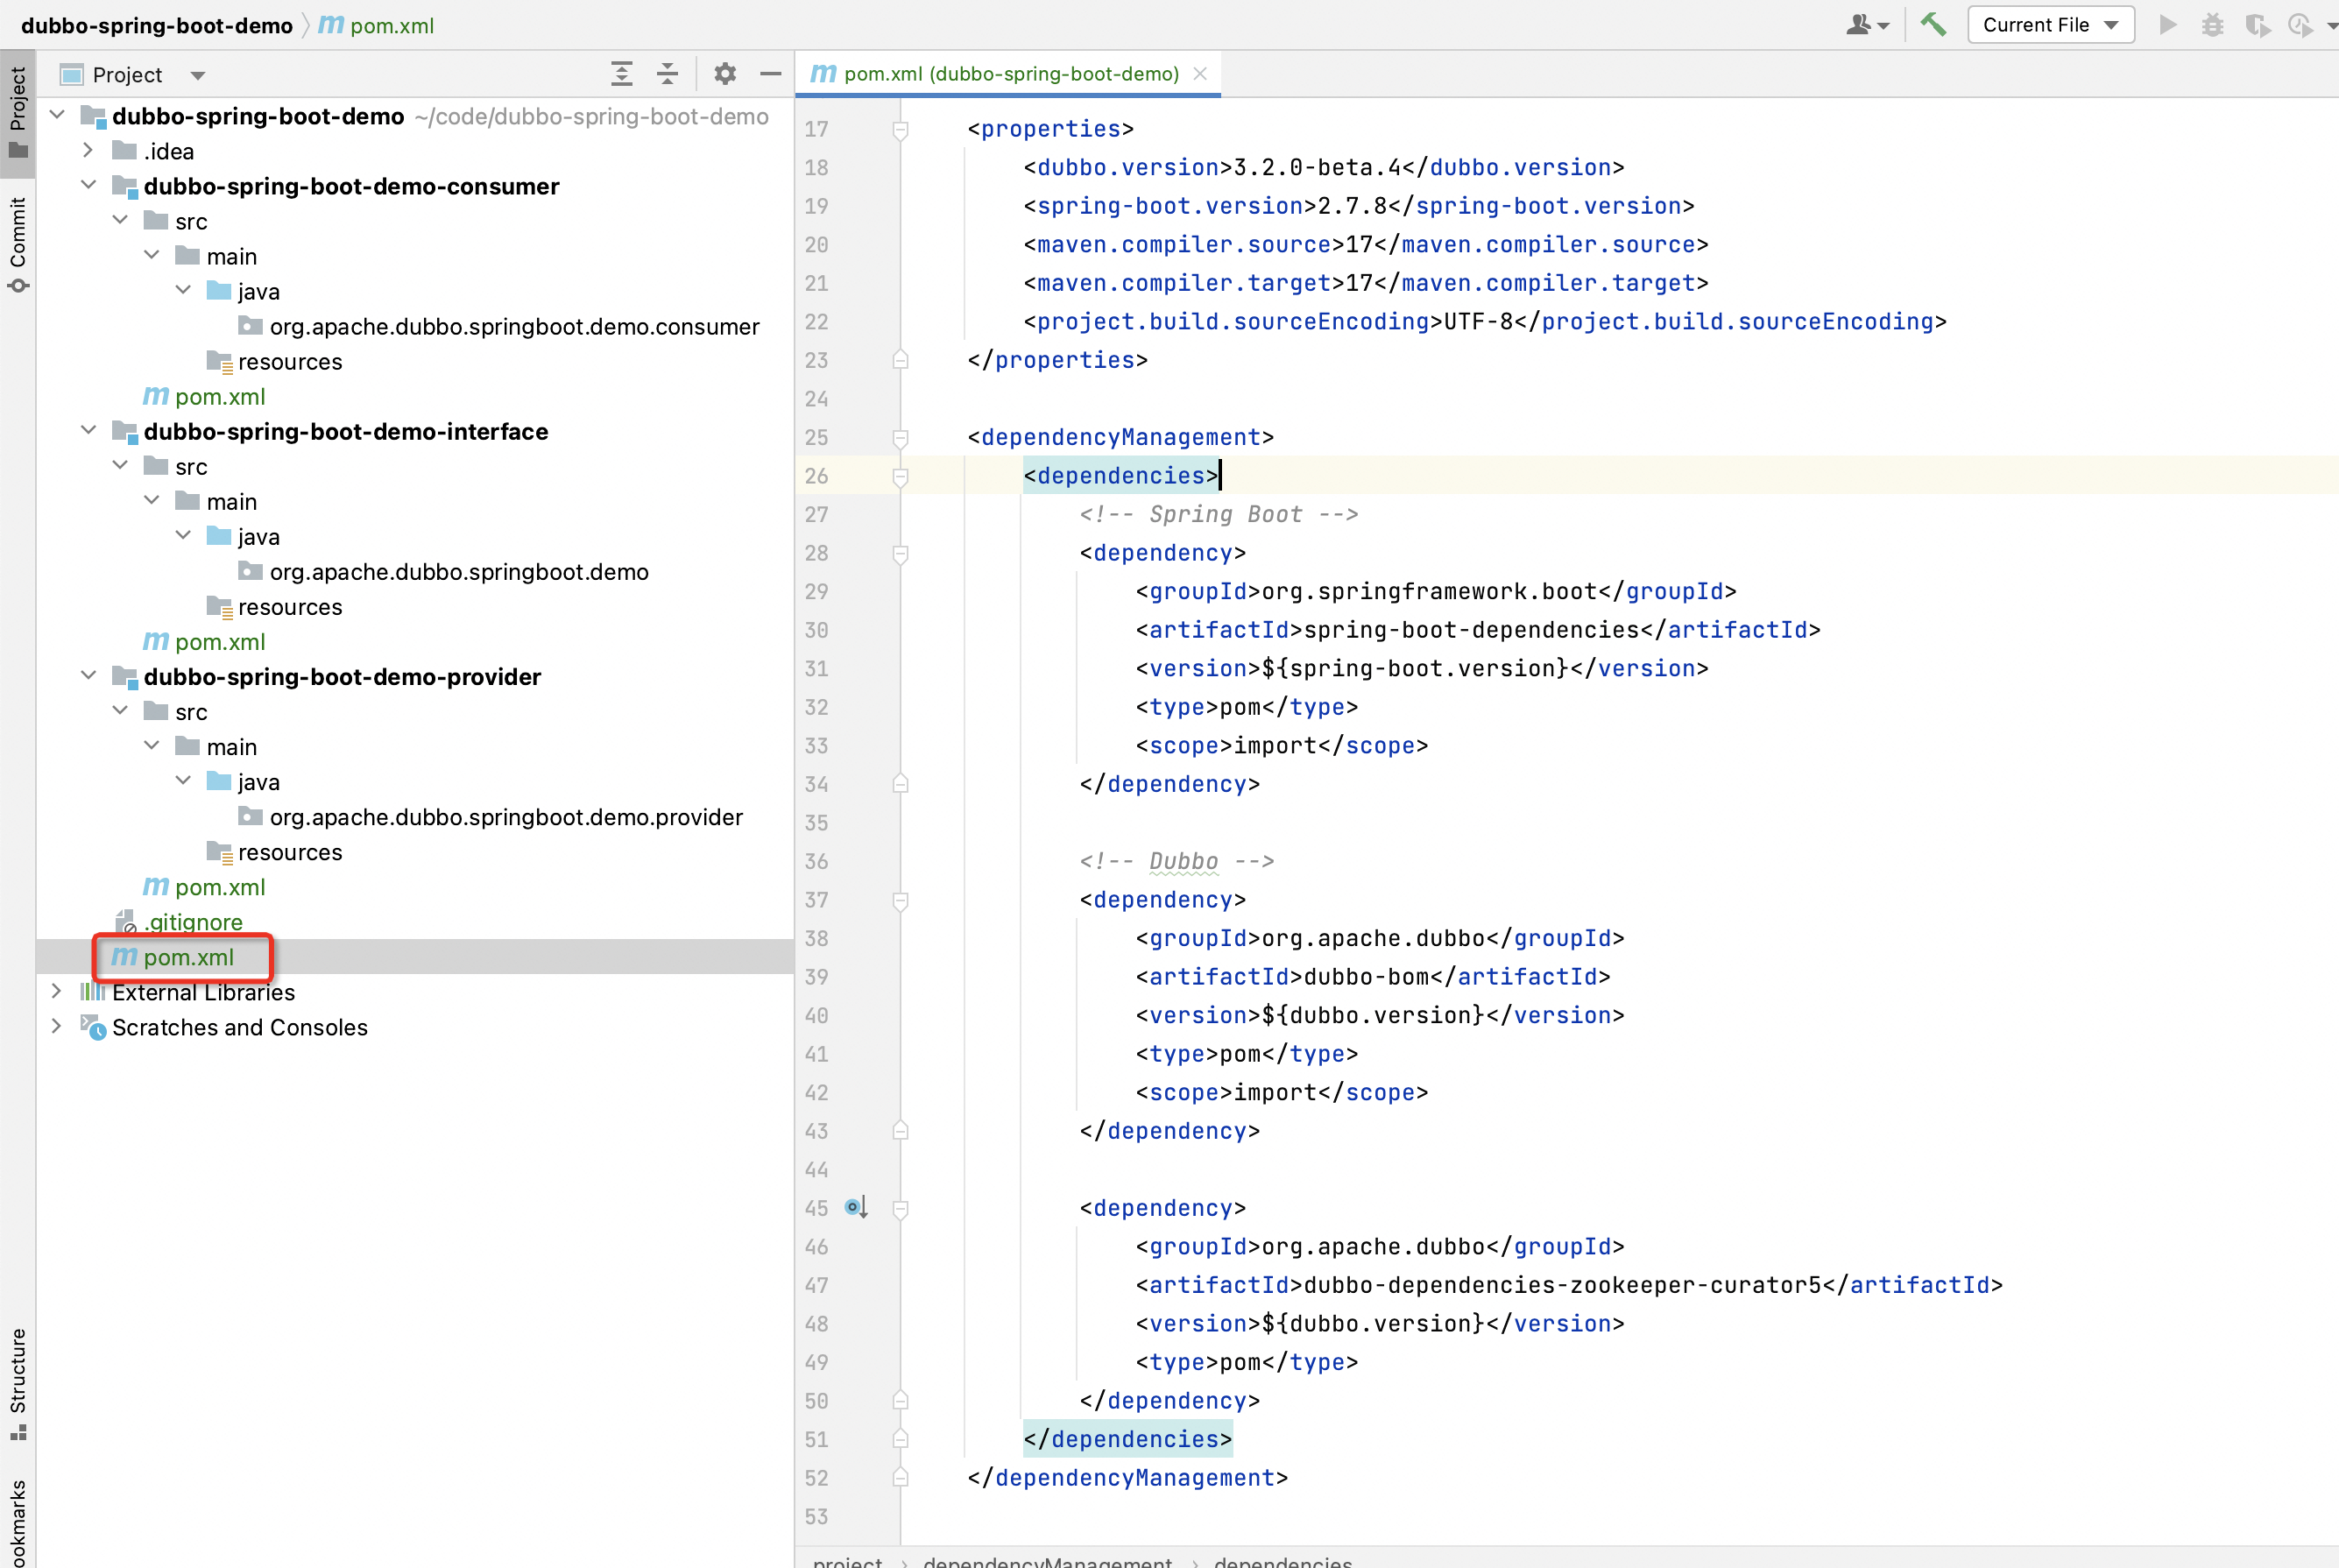 dubbo-spring-boot-demo
pom.xml
Current File
Project
dubbo-spring-boot-demo ~/code/dubbo-spring-boot-demo
.idea
dubbo-spring-boot-demo-consumer
src
main
java
org.apache.dubbo.springboot.demo.consumer
resources
pom.xml
dubbo-spring-boot-demo-interface
src
main
java
org.apache.dubbo.springboot.demo
resources
pom.xml
dubbo-spring-boot-demo-provider
src
main
java
org.apache.dubbo.springboot.demo.provider
resources
pom.xml
.gitignore
pom.xml
External Libraries
Scratches and Consoles
Project
Commit
Structure
ookmarks
pom.xml (dubbo-spring-boot-demo)
17 <properties>
18 <dubbo.version>3.2.0-beta.4</dubbo.version>
19 <spring-boot.version>2.7.8</spring-boot.version>
20 <maven.compiler.source>17</maven.compiler.source>
21 <maven.compiler.target>17</maven.compiler.target>
22 <project.build.sourceEncoding>UTF-8</project.build.sourceEncoding>
23 </properties>
24
25 <dependencyManagement>
26 <dependencies>
27 <!-- Spring Boot -->
28 <dependency>
29 <groupId>org.springframework.boot</groupId>
30 <artifactId>spring-boot-dependencies</artifactId>
31 <version>${spring-boot.version}</version>
32 <type>pom</type>
33 <scope>import</scope>
34 </dependency>
35
36 <!-- Dubbo -->
37 <dependency>
38 <groupId>org.apache.dubbo</groupId>
39 <artifactId>dubbo-bom</artifactId>
40 <version>${dubbo.version}</version>
41 <type>pom</type>
42 <scope>import</scope>
43 </dependency>
44
45 <dependency>
46 <groupId>org.apache.dubbo</groupId>
47 <artifactId>dubbo-dependencies-zookeeper-curator5</artifactId>
48 <version>${dubbo.version}</version>
49 <type>pom</type>
50 </dependency>
51 </dependencies>
52 </dependencyManagement>
53
project › dependencyManagement › dependencies